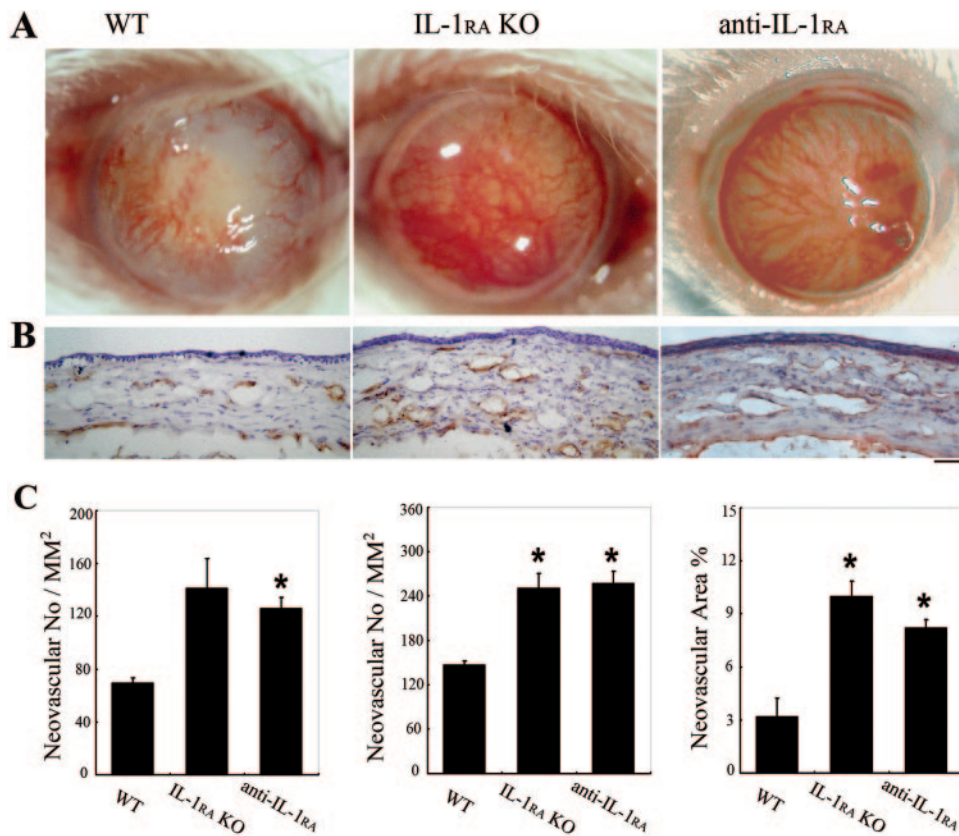 A
WT
IL-1RA KO
anti-IL-1RA
B
C
Neovascular No / MM²
200
160
120
80
40
0
WT
IL-1RA KO
anti-IL-1RA
*
Neovascular No / MM²
360
300
240
150
120
60
0
WT
IL-1RA KO
anti-IL-1RA
*
*
Neovascular Area %
15
12
9
6
3
0
WT
IL-1RA KO
anti-IL-1RA
*
*